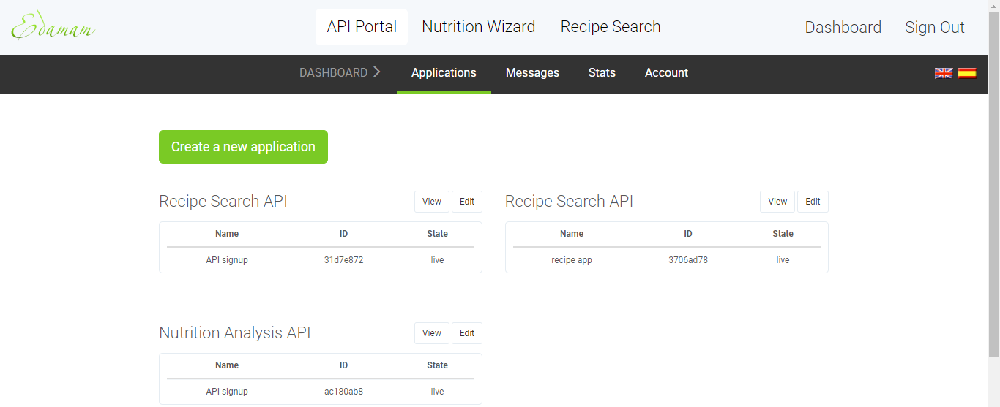 Edamam API Portal Nutrition Wizard Recipe Search Dashboard Sign Out
DASHBOARD Applications Messages Stats Account
Create a new application
Recipe Search API View Edit
Name ID State
API signup 31d7e872 live
Recipe Search API View Edit
Name ID State
recipe app 3706ad78 live
Nutrition Analysis API View Edit
Name ID State
API signup ac180ab8 live